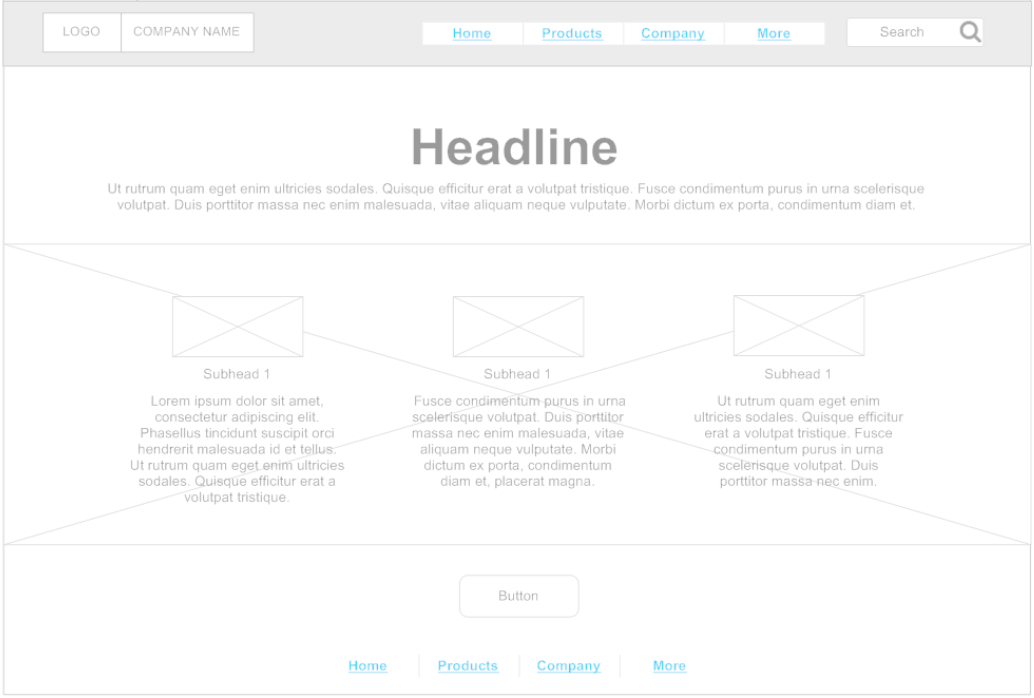 LOGO COMPANY NAME Home Products Company More Search
Headline
Ut rutrum quam eget enim ultricies sodales. Quisque efficitur erat a volutpat tristique. Fusce condimentum purus in urna scelerisque
volutpat. Duis porttitor massa nec enim malesuada, vitae aliquam neque vulputate. Morbi dictum ex porta, condimentum diam et.
Subhead 1
Lorem ipsum dolor sit amet,
consectetur adipiscing elit.
Phasellus tincidunt suscipit orci
hendrerit malesuada id et tellus.
Ut rutrum quam eget enim ultricies
sodales. Quisque efficitur erat a
volutpat tristique.
Subhead 1
Fusce condimentum purus in urna
scelerisque volutpat. Duis porttitor
massa nec enim malesuada, vitae
aliquam neque vulputate. Morbi
dictum ex porta, condimentum
diam et, placerat magna.
Subhead 1
Ut rutrum quam eget enim
ultricies sodales. Quisque efficitur
erat a volutpat tristique. Fusce
condimentum purus in urna
scelerisque volutpat. Duis
porttitor massa nec enim.
Button
Home Products Company More